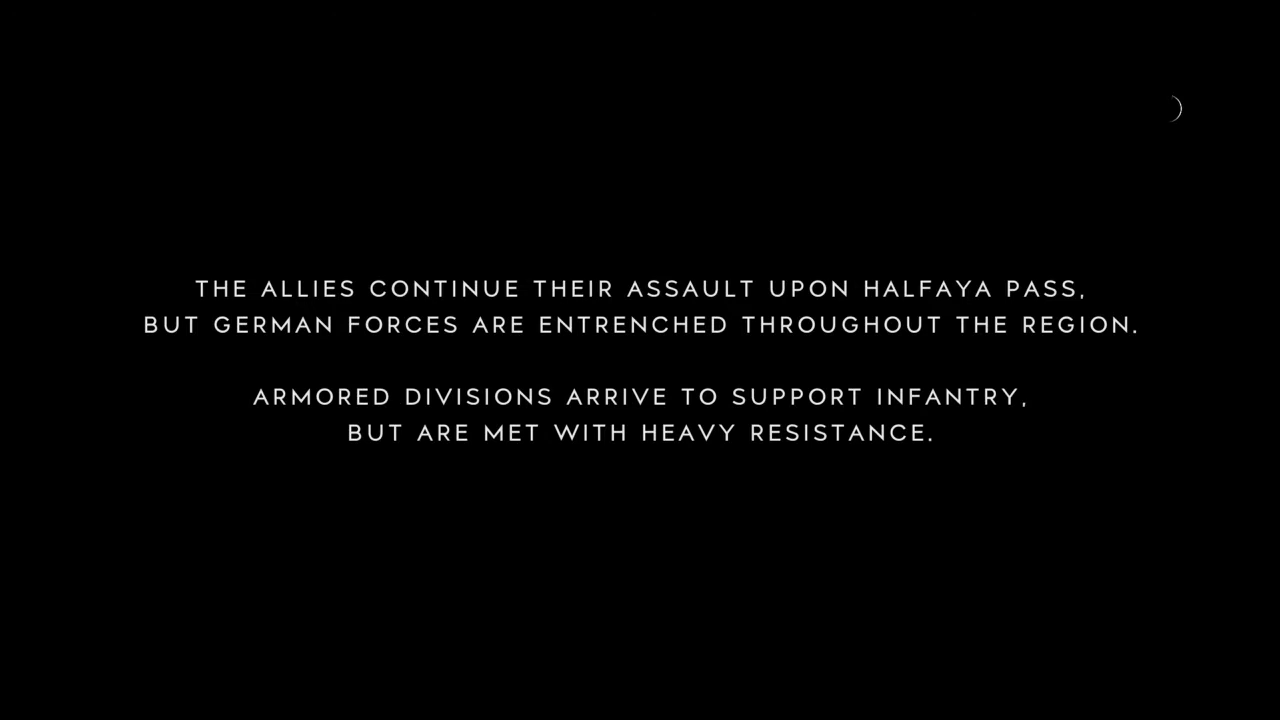 THE ALLIES CONTINUE THEIR ASSAULT UPON HALFAYA PASS,
BUT GERMAN FORCES ARE ENTRENCHED THROUGHOUT THE REGION.
ARMORED DIVISIONS ARRIVE TO SUPPORT INFANTRY,
BUT ARE MET WITH HEAVY RESISTANCE.